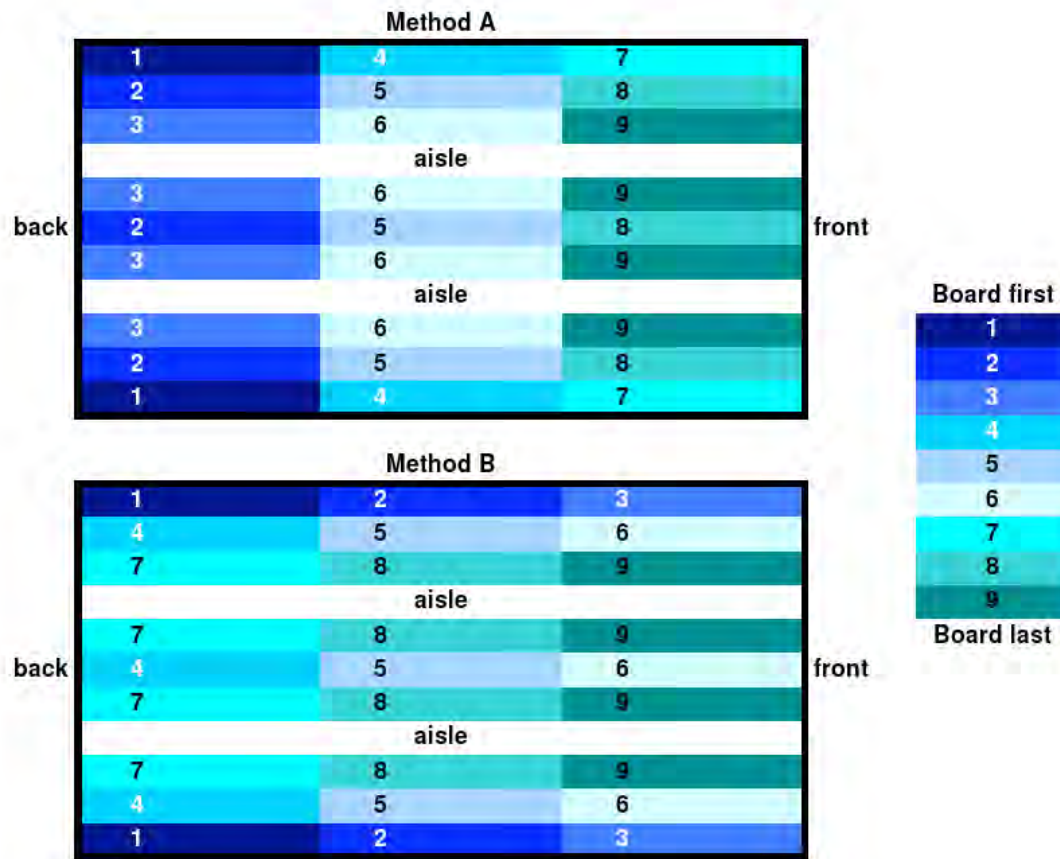 Method A
1 4 7
2 5 8
3 6 9
aisle
3 6 9
back 2 5 8 front
3 6 9
aisle
3 6 9
2 5 8
1 4 7
Method B
1 2 3
4 5 6
7 8 9
aisle
7 8 9
back 4 5 6 front
7 8 9
aisle
7 8 9
4 5 6
1 2 3
Board first
1
2
3
4
5
6
7
8
9
Board last